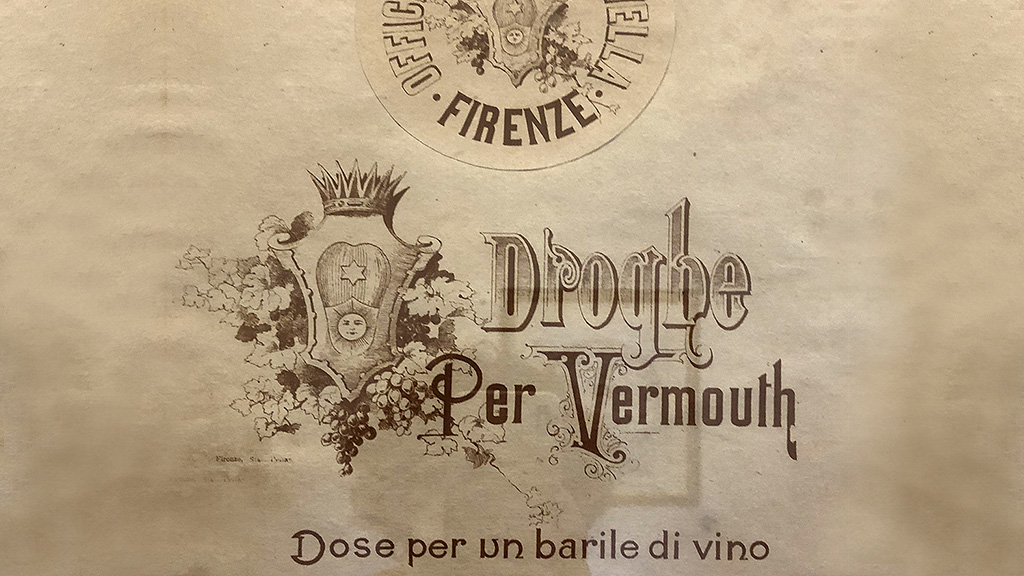 FIRENZE
Droghe
Per Vermouth
Dose per un barile di vino